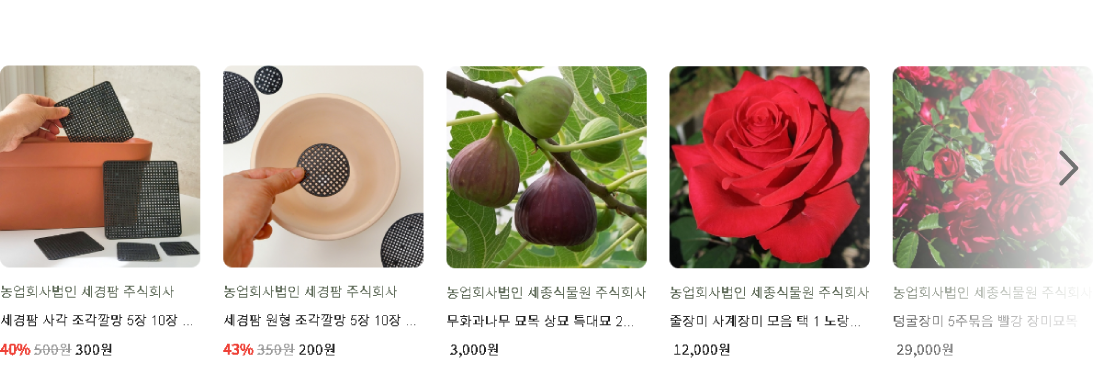 농업회사법인 세경팜 주식회사
세경팜 사각 조각깔망 5장 10장 ...
40% 500원 300원
농업회사법인 세경팜 주식회사
세경팜 원형 조각깔망 5장 10장 ...
43% 350원 200원
농업회사법인 세종식물원 주식회사
무화과나무 묘목 상묘 특대묘 2...
3,000원
농업회사법인 세종식물원 주식회사
줄장미 사계장미 모음 택 1 노랑...
12,000원
농업회사법인 세종식물원 주식회사
덩굴장미 5주묶음 빨강 장미묘목
29,000원